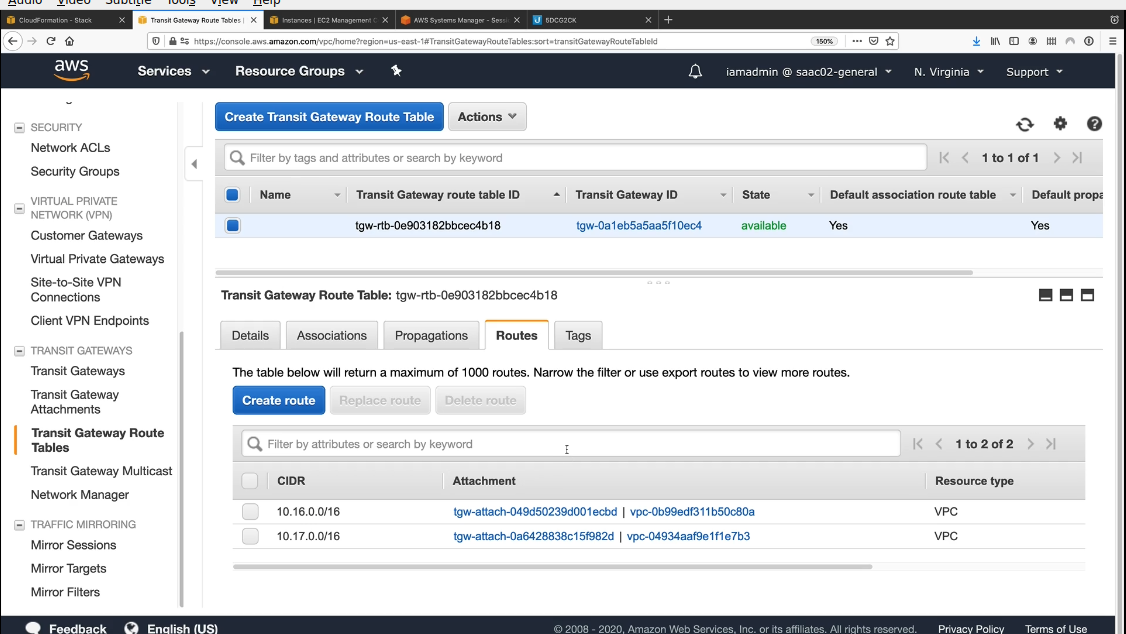 Audio Video Subtitle Tools View Help
CloudFormation - Stack
Transit Gateway Route Tables |
Instances | EC2 Management C
AWS Systems Manager - Sessi
5DCG2CK
https://console.aws.amazon.com/vpc/home?region=us-east-1#TransitGatewayRouteTables:sort=transitGatewayRouteTableId
150%
aws
Services
Resource Groups
iamadmin @ saac02-general
N. Virginia
Support
SECURITY
Network ACLs
Security Groups
VIRTUAL PRIVATE
NETWORK (VPN)
Customer Gateways
Virtual Private Gateways
Site-to-Site VPN
Connections
Client VPN Endpoints
TRANSIT GATEWAYS
Transit Gateways
Transit Gateway
Attachments
Transit Gateway Route
Tables
Transit Gateway Multicast
Network Manager
TRAFFIC MIRRORING
Mirror Sessions
Mirror Targets
Mirror Filters
Create Transit Gateway Route Table
Actions
Filter by tags and attributes or search by keyword
1 to 1 of 1
Name
Transit Gateway route table ID
Transit Gateway ID
State
Default association route table
Default propa
tgw-rtb-0e903182bbcec4b18
tgw-0a1eb5a5aa5f10ec4
available
Yes
Yes
Transit Gateway Route Table: tgw-rtb-0e903182bbcec4b18
Details
Associations
Propagations
Routes
Tags
The table below will return a maximum of 1000 routes. Narrow the filter or use export routes to view more routes.
Create route
Replace route
Delete route
Filter by attributes or search by keyword
1 to 2 of 2
CIDR
Attachment
Resource type
10.16.0.0/16
tgw-attach-049d50239d001ecbd | vpc-0b99edf311b50c80a
VPC
10.17.0.0/16
tgw-attach-0a6428838c15f982d | vpc-04934aaf9e1f1e7b3
VPC
Feedback
English (US)
© 2008 - 2020, Amazon Web Services, Inc. or its affiliates. All rights reserved.
Privacy Policy
Terms of Use